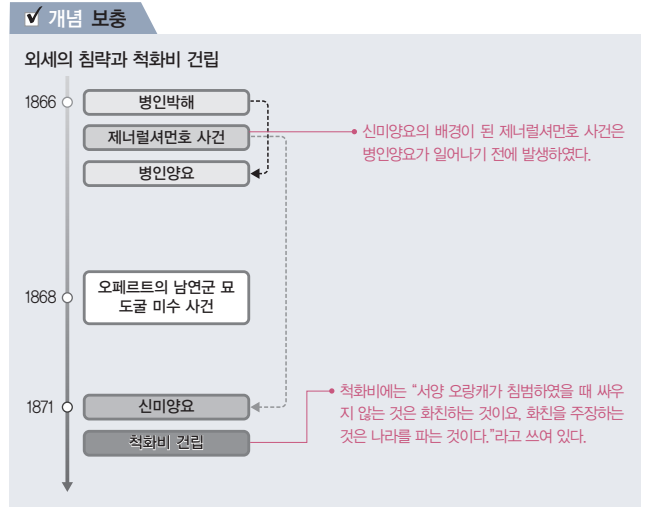 개념 보충
외세의 침략과 척화비 건립
1866
병인박해
제너럴셔먼호 사건
병인양요
신미양요의 배경이 된 제너럴셔먼호 사건은
병인양요가 일어나기 전에 발생하였다.
1868
오페르트의 남연군 묘
도굴 미수 사건
1871
신미양요
척화비 건립
척화비에는 “서양 오랑캐가 침범하였을 때 싸우
지 않는 것은 화친하는 것이요, 화친을 주장하는
것은 나라를 파는 것이다.”라고 쓰여 있다.